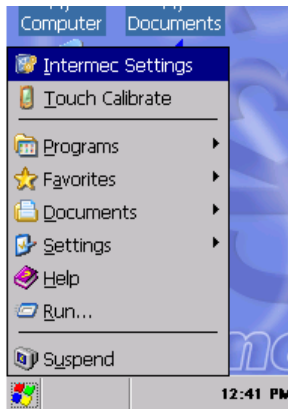 Computer Documents
Intermec Settings
Touch Calibrate
Programs
Favorites
Documents
Settings
Help
Run...
Suspend
12:41 PM